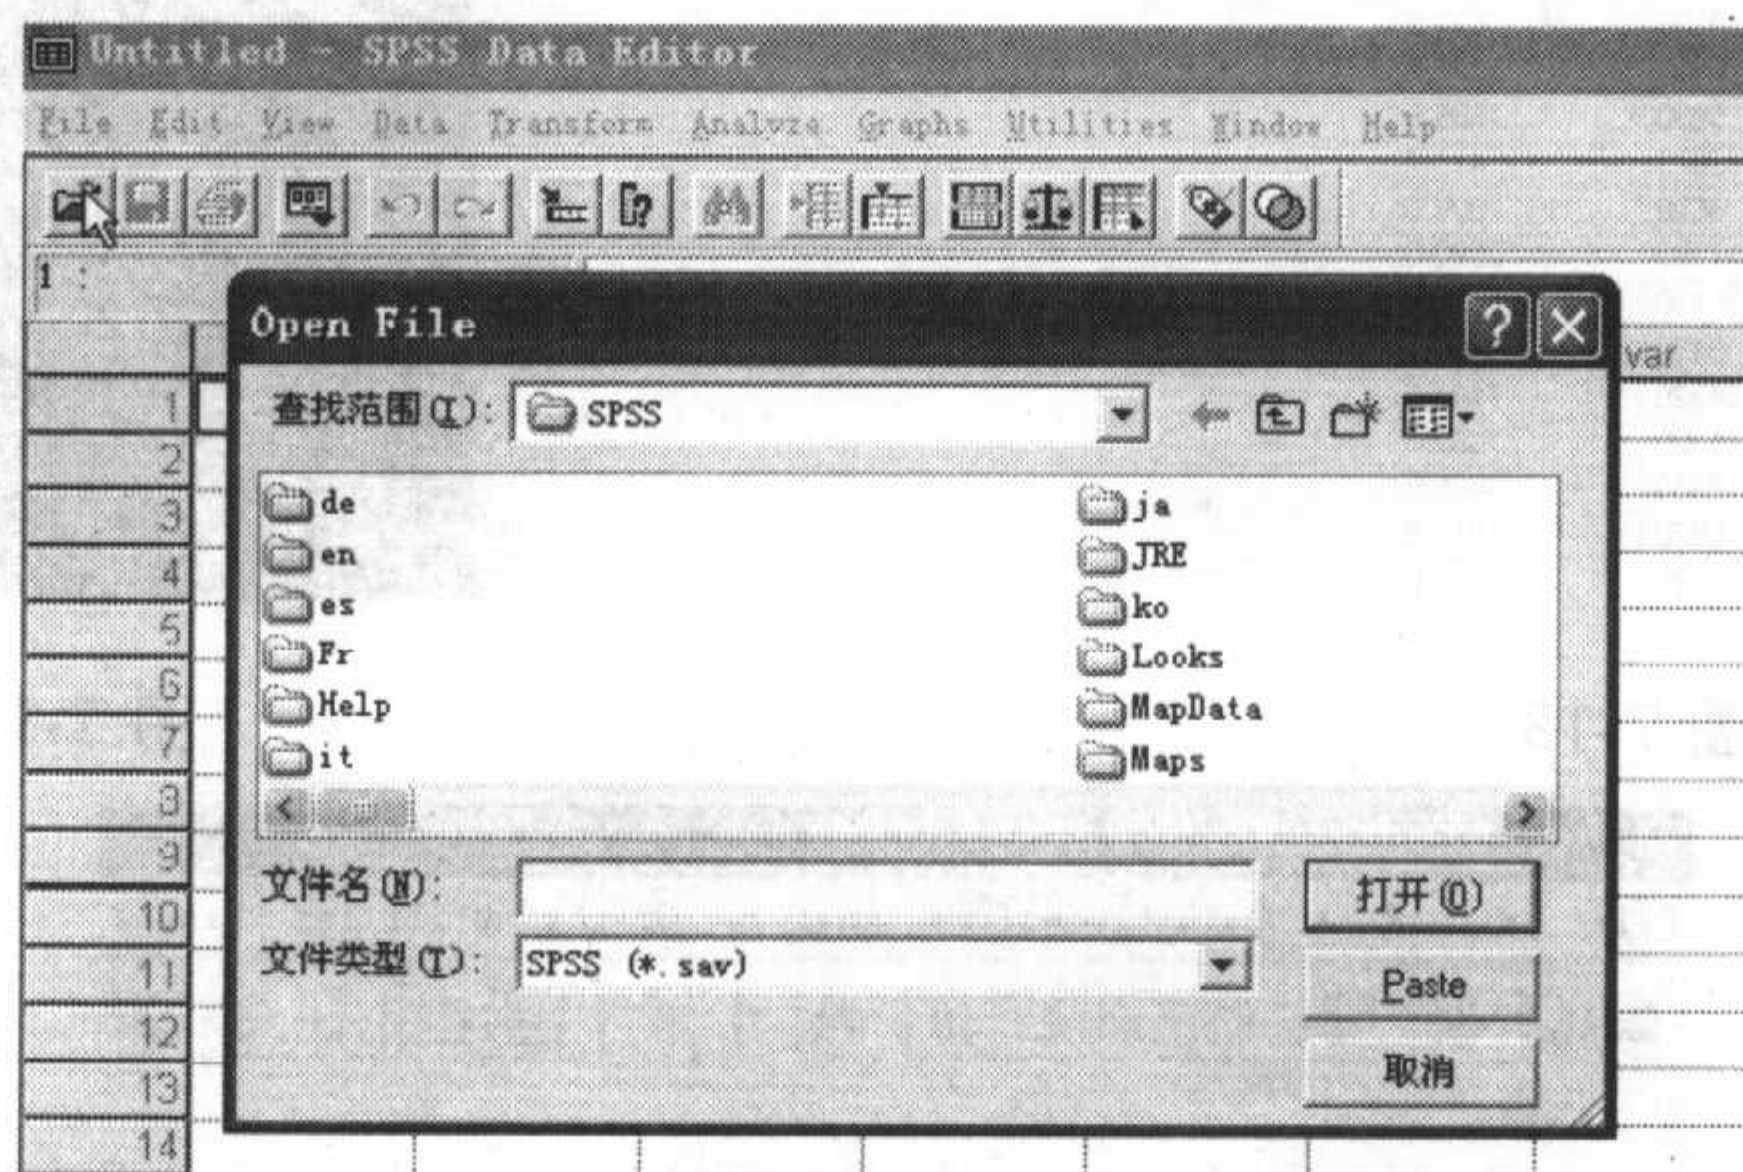 Untitled - SPSS Data Editor
File Edit View Data Transform Analyze Graphs Utilities Window Help
1 :
Open File
var
查找范围(I): SPSS
1
2
3
4
5
6
7
8
9
10
11
12
13
14
de
en
es
Fr
Help
it
ja
JRE
ko
Looks
MapData
Maps
文件名(N):
打开(O)
文件类型(T): SPSS (*.sav)
Paste
取消